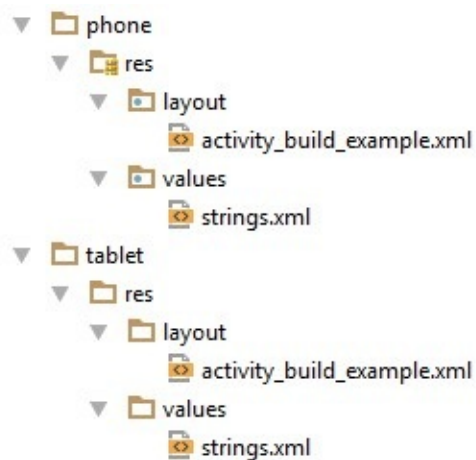 phone
res
layout
activity_build_example.xml
values
strings.xml
tablet
res
layout
activity_build_example.xml
values
strings.xml